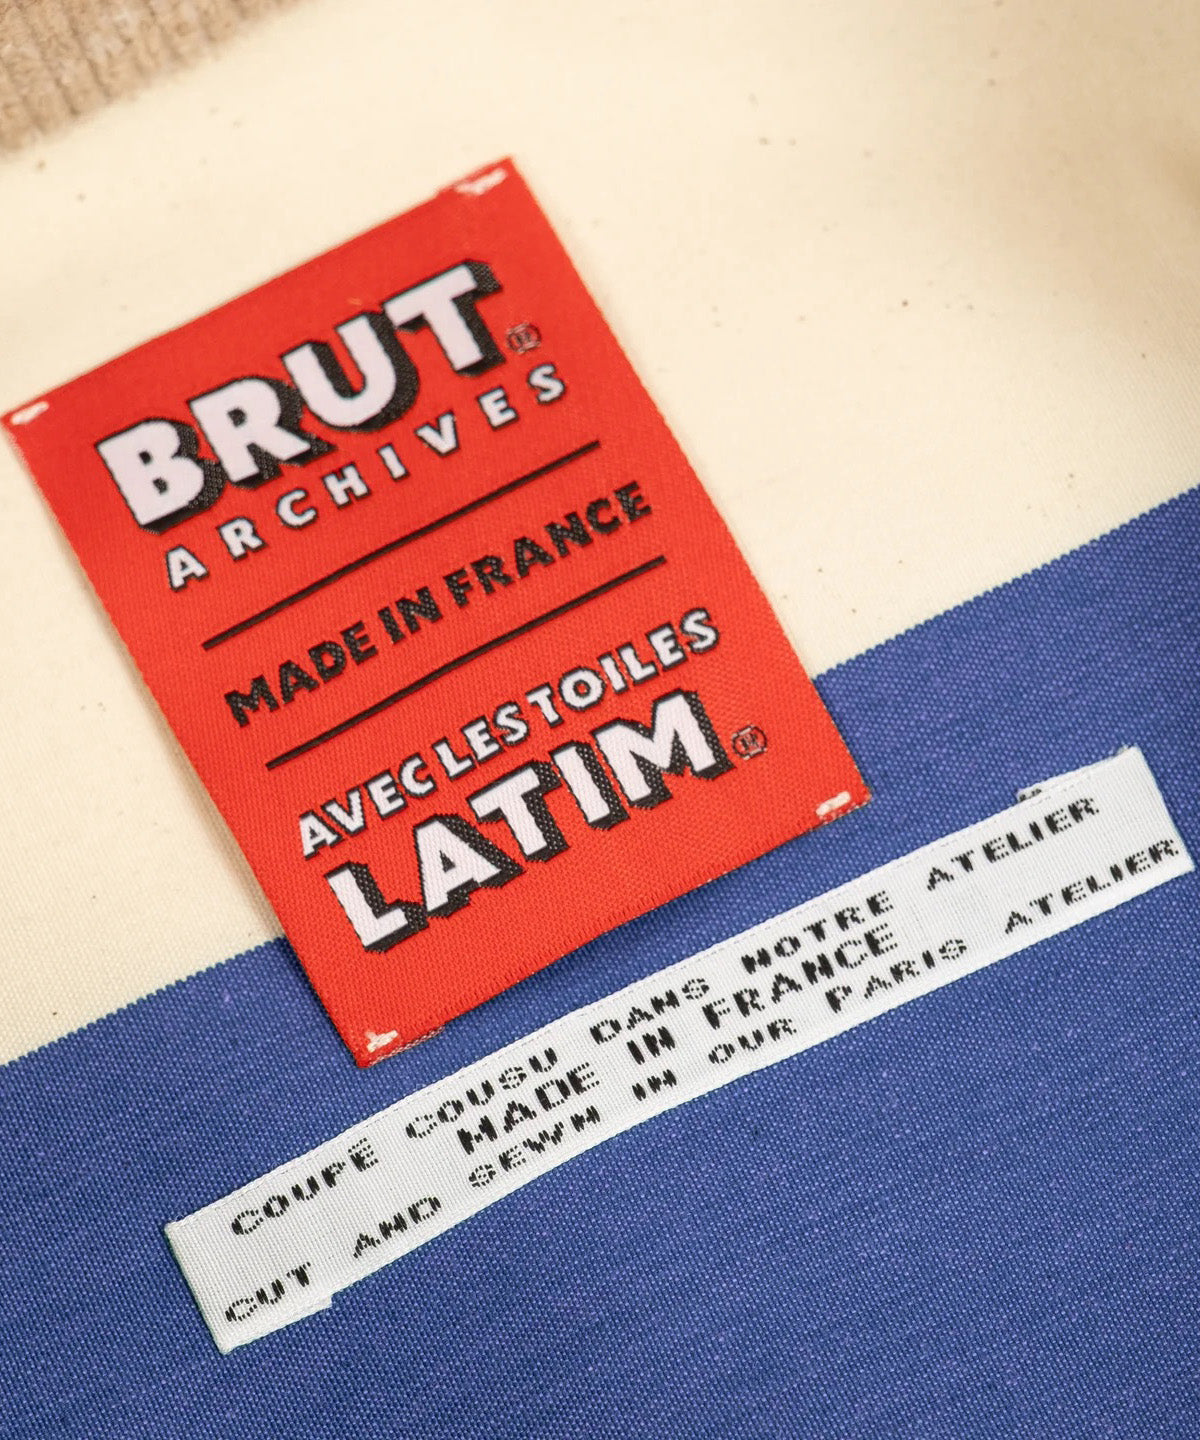 BRUT®
ARCHIVES
MADE IN FRANCE
AVEC LES TOILES
LATIM®
COUPÉ COUSU DANS NOTRE ATELIER
MADE IN FRANCE
CUT AND SEWN IN OUR PARIS ATELIER